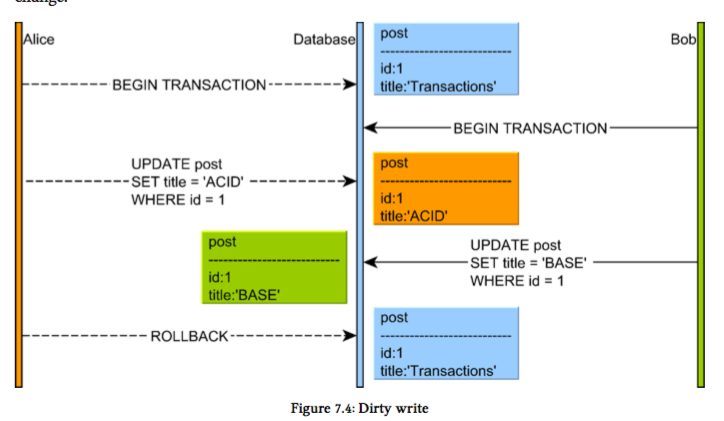 change.
Alice
Database
post
Bob
------------------------
id:1
title:'Transactions'
BEGIN TRANSACTION
BEGIN TRANSACTION
UPDATE post
SET title = 'ACID'
WHERE id = 1
post
------------------------
id:1
title:'ACID'
post
------------------------
id:1
title:'BASE'
UPDATE post
SET title = 'BASE'
WHERE id = 1
ROLLBACK
post
------------------------
id:1
title:'Transactions'
Figure 7.4: Dirty write